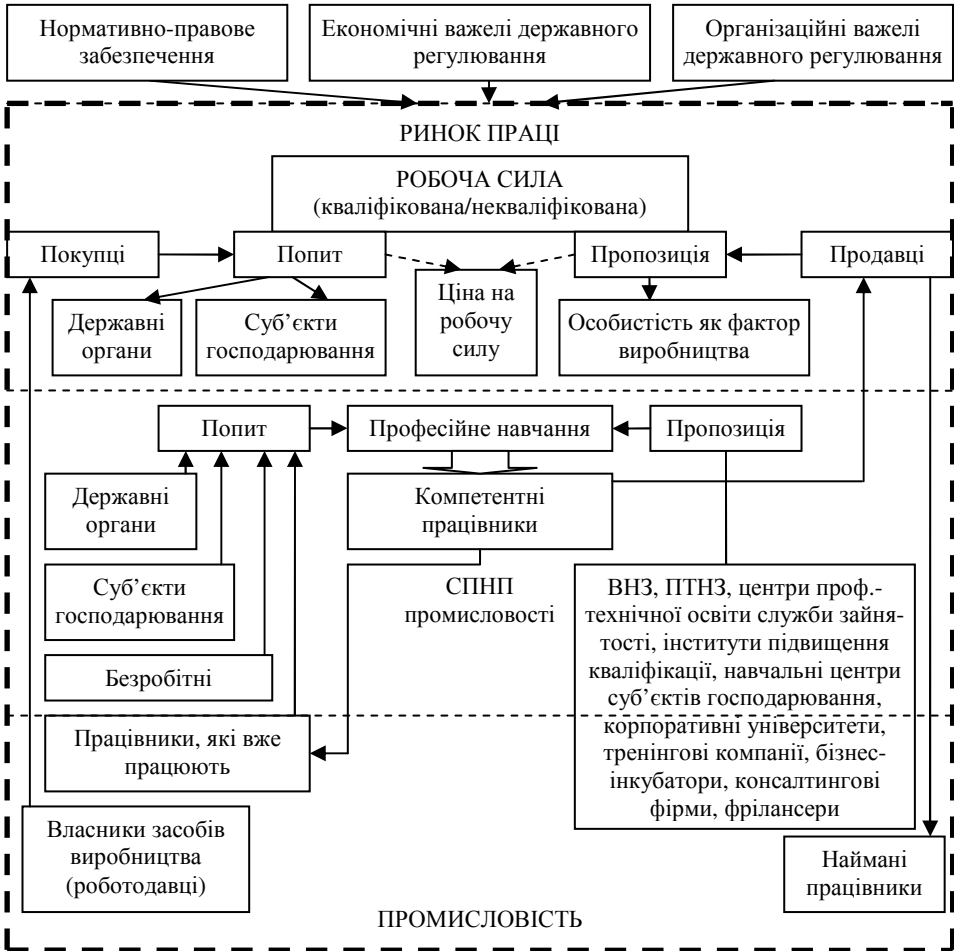 Нормативно-правове
забезпечення
Економічні важелі державного
регулювання
Організаційні важелі
державного регулювання
РИНОК ПРАЦІ
РОБОЧА СИЛА
(кваліфікована/некваліфікована)
Покупці
Попит
Пропозиція
Продавці
Державні
органи
Суб’єкти
господарювання
Ціна на
робочу
силу
Особистість як фактор
виробництва
Попит
Професійне навчання
Пропозиція
Державні
органи
Компетентні
працівники
Суб’єкти
господарювання
СПНП
промисловості
ВНЗ, ПТНЗ, центри проф.-
технічної освіти служби зайня-
тості, інститути підвищення
кваліфікації, навчальні центри
суб’єктів господарювання,
корпоративні університети,
тренінгові компанії, бізнес-
інкубатори, консалтингові
фірми, фрілансери
Безробітні
Працівники, які вже
працюють
Власники засобів
виробництва
(роботодавці)
Наймані
працівники
ПРОМИСЛОВІСТЬ